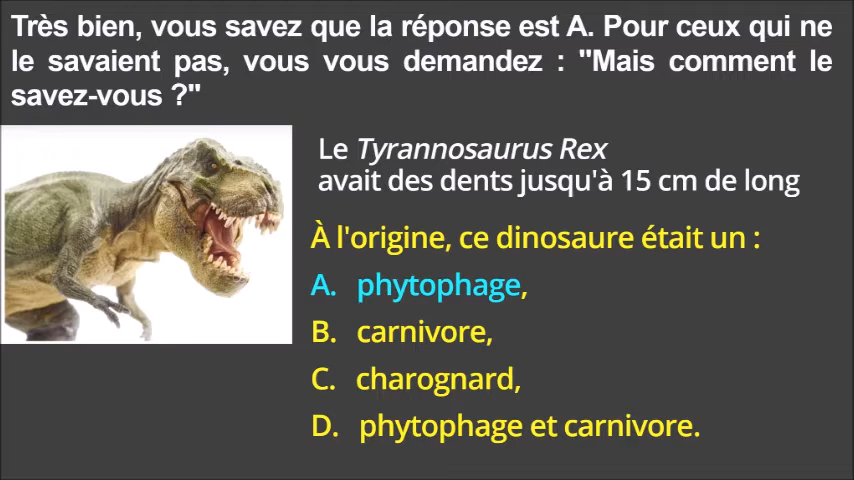 Très bien, vous savez que la réponse est A. Pour ceux qui ne
le savaient pas, vous vous demandez : "Mais comment le
savez-vous ?"
Le Tyrannosaurus Rex
avait des dents jusqu'à 15 cm de long
À l'origine, ce dinosaure était un :
A. phytophage,
B. carnivore,
C. charognard,
D. phytophage et carnivore.